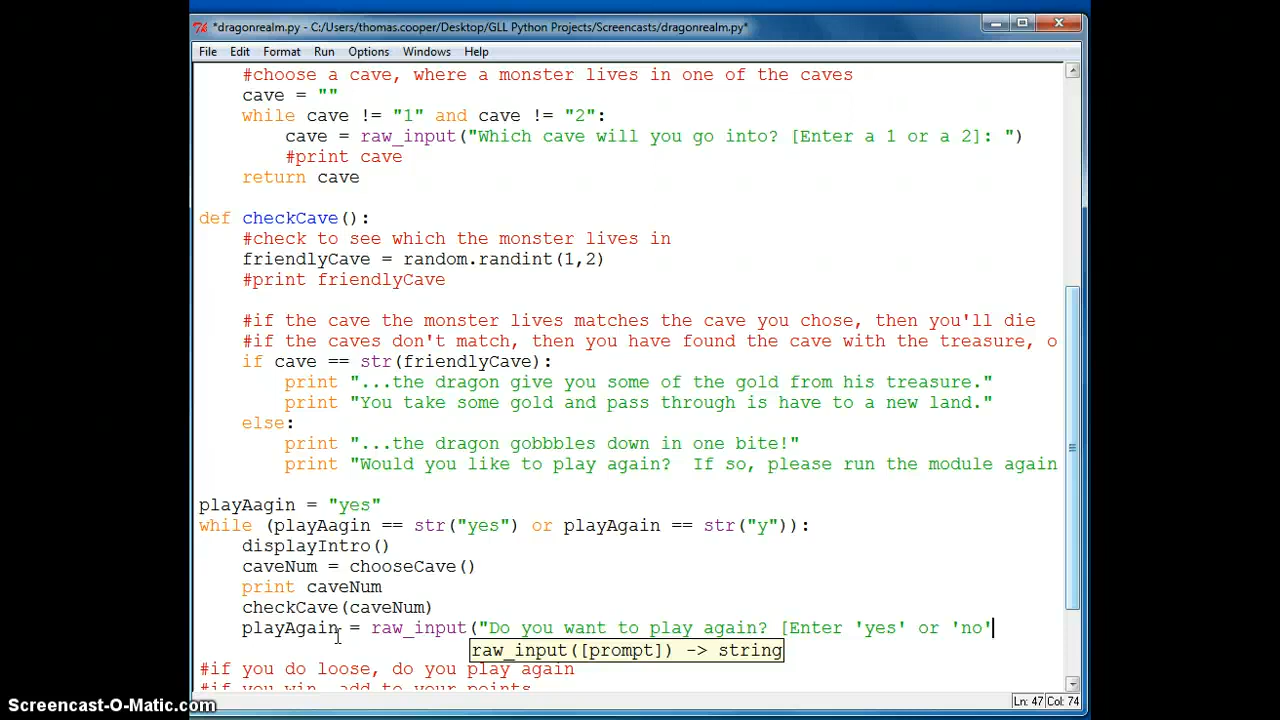 *dragonrealm.py - C:/Users/thomas.cooper/Desktop/GLL Python Projects/Screencasts/dragonrealm.py*
File Edit Format Run Options Windows Help
#choose a cave, where a monster lives in one of the caves
cave = ""
while cave != "1" and cave != "2":
cave = raw_input("Which cave will you go into? [Enter a 1 or a 2]: ")
#print cave
return cave
def checkCave():
#check to see which the monster lives in
friendlyCave = random.randint(1,2)
#print friendlyCave
#if the cave the monster lives matches the cave you chose, then you'll die
#if the caves don't match, then you have found the cave with the treasure, o
if cave == str(friendlyCave):
print "...the dragon give you some of the gold from his treasure."
print "You take some gold and pass through is have to a new land."
else:
print "...the dragon gobbbles down in one bite!"
print "Would you like to play again?  If so, please run the module again
playAagin = "yes"
while (playAagin == str("yes") or playAgain == str("y")):
displayIntro()
caveNum = chooseCave()
print caveNum
checkCave(caveNum)
playAgain = raw_input("Do you want to play again? [Enter 'yes' or 'no'
raw_input([prompt]) -> string
#if you do loose, do you play again
#if you win, add to your points
Ln: 47 Col: 74
Screencast-O-Matic.com